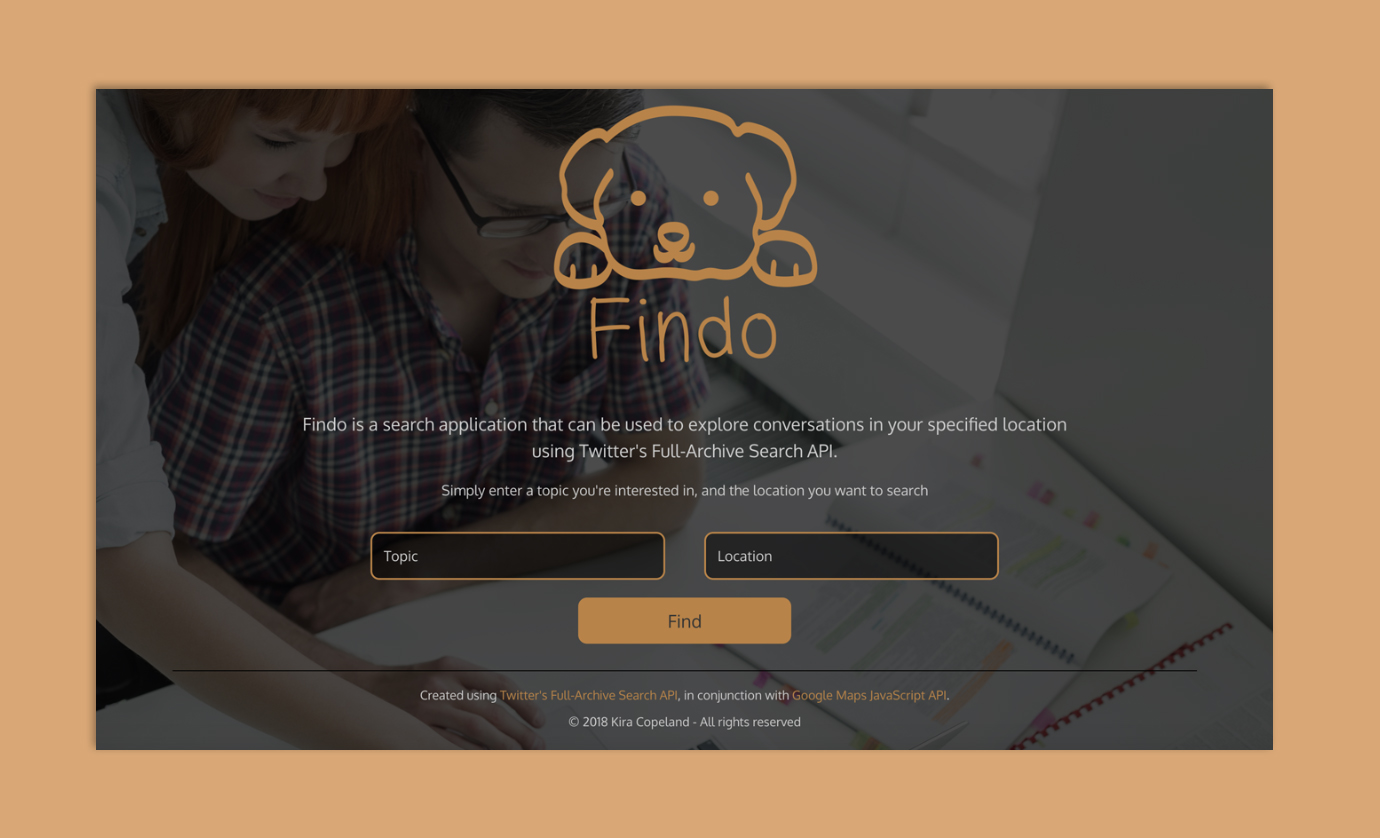 Findo
Findo is a search application that can be used to explore conversations in your specified location
using Twitter's Full-Archive Search API.
Simply enter a topic you're interested in, and the location you want to search
Topic
Location
Find
Created using Twitter's Full-Archive Search API, in conjunction with Google Maps JavaScript API.
© 2018 Kira Copeland - All rights reserved